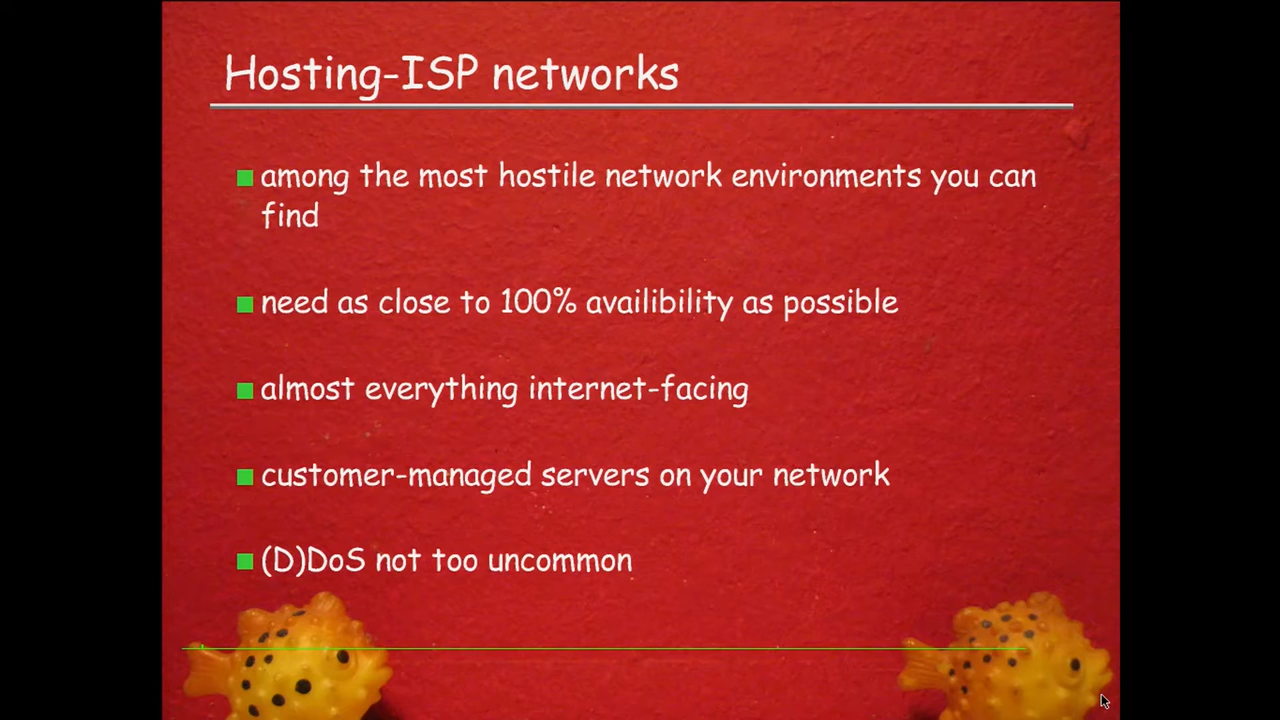 Hosting-ISP networks
among the most hostile network environments you can
find
need as close to 100% availibility as possible
almost everything internet-facing
customer-managed servers on your network
(D)DoS not too uncommon